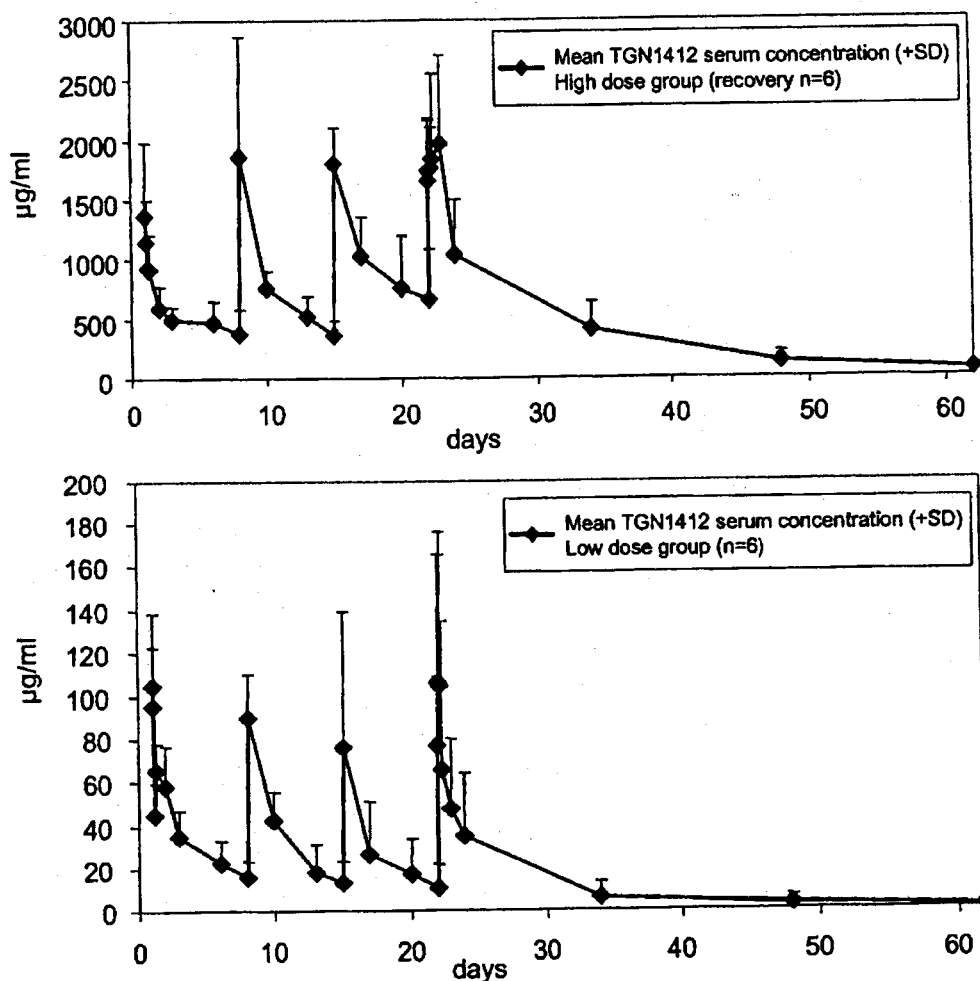 3000
2500
2000
1500
1000
500
0
µg/ml
Mean TGN1412 serum concentration (+SD)
High dose group (recovery n=6)
0 10 20 30 40 50 60
days
200
180
160
140
120
100
80
60
40
20
0
µg/ml
Mean TGN1412 serum concentration (+SD)
Low dose group (n=6)
0 10 20 30 40 50 60
days